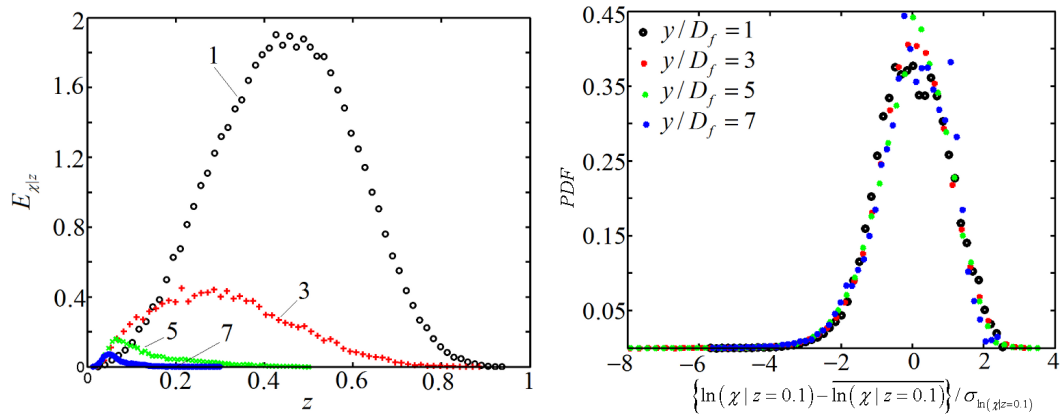 2
1.6
1.2
0.8
0.4
0
E_{χ|z}
1
3
5
7
0 0.2 0.4 0.6 0.8 1
z
0.45
0.35
0.25
0.15
0.05
PDF
y / D_f = 1
y / D_f = 3
y / D_f = 5
y / D_f = 7
−8 −6 −4 −2 0 2 4
{ln(χ | z = 0.1) − \overline{ln(χ | z = 0.1)}} / σ_{ln(χ|z=0.1)}